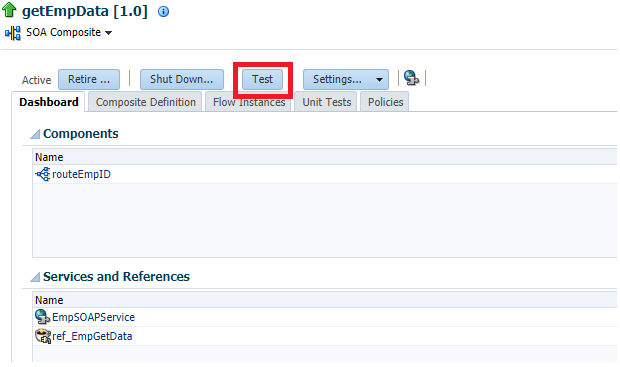 getEmpData [1.0]
SOA Composite
Active Retire ... Shut Down... Test Settings...
Dashboard Composite Definition Flow Instances Unit Tests Policies
Components
Name
routeEmpID
Services and References
Name
EmpSOAPService
ref_EmpGetData